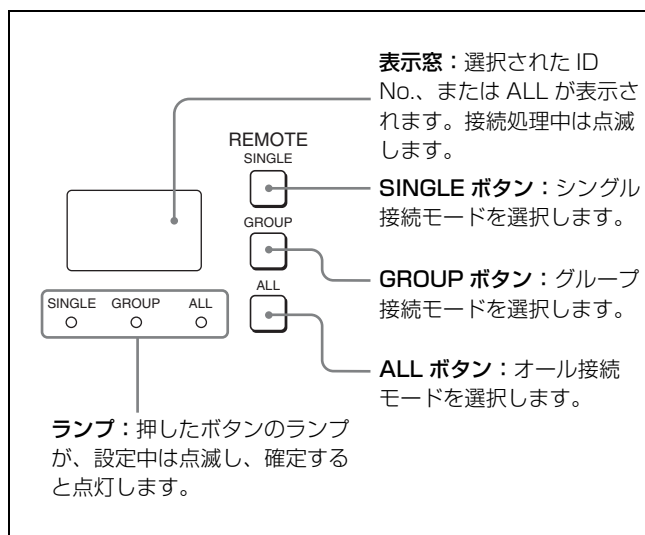 表示窓：選択された ID
No.、または ALL が表示さ
れます。接続処理中は点滅
します。
REMOTE
SINGLE
SINGLE ボタン：シングル
接続モードを選択します。
GROUP
GROUP ボタン：グループ
接続モードを選択します。
ALL
SINGLE GROUP ALL
ALL ボタン：オール接続
モードを選択します。
ランプ：押したボタンのランプ
が、設定中は点滅し、確定する
と点灯します。